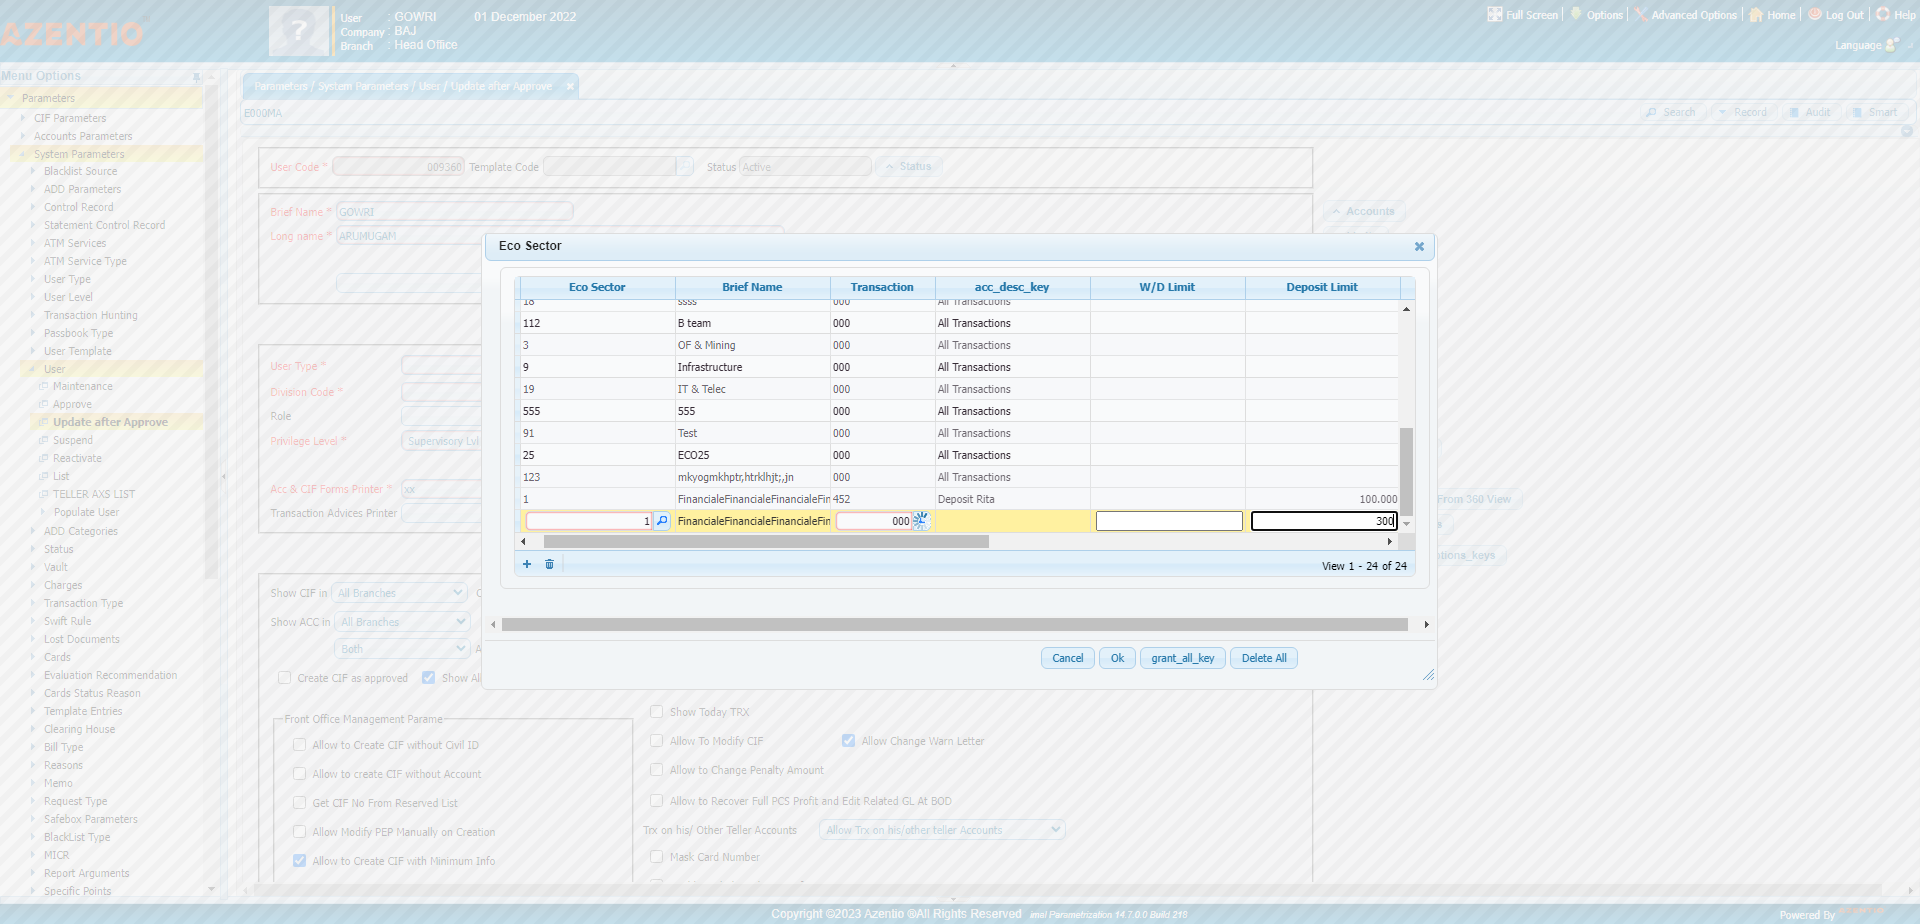 AZENTIO
User : GOWRI 01 December 2022
Company : BAJ
Branch : Head Office
Full Screen Options Advanced Options Home Log Out Help
Language
Menu Options
Parameters
CIF Parameters
Accounts Parameters
System Parameters
Blacklist Source
ADD Parameters
Control Record
Statement Control Record
ATM Services
ATM Service Type
User Type
User Level
Transaction Hunting
Passbook Type
User Template
User
Maintenance
Approve
Update after Approve
Suspend
Reactivate
List
TELLER AXS LIST
Populate User
ADD Categories
Status
Vault
Charges
Transaction Type
Swift Rule
Lost Documents
Cards
Evaluation Recommendation
Cards Status Reason
Template Entries
Clearing House
Bill Type
Reasons
Memo
Request Type
Safebox Parameters
BlackList Type
MICR
Report Arguments
Specific Points
Parameters / System Parameters / User / Update after Approve
E000MA
Search Record Audit Smart
User Code * 009360 Template Code Status Active Status
Brief Name * GOWRI
Accounts
Long name * ARUMUGAM
User Type *
Division Code *
Role
Privilege Level * Supervisory Lvl
Acc & CIF Forms Printer * xx
From 360 View
Transaction Advices Printer
tions_keys
Show CIF in All Branches
Show ACC in All Branches
Both A
Create CIF as approved Show All
Front Office Management Parame
Allow to Create CIF without Civil ID
Allow to create CIF without Account
Get CIF No From Reserved List
Allow Modify PEP Manually on Creation
Allow to Create CIF with Minimum Info
Show Today TRX
Allow To Modify CIF Allow Change Warn Letter
Allow to Change Penalty Amount
Allow to Recover Full PCS Profit and Edit Related GL At BOD
Trx on his/ Other Teller Accounts Allow Trx on his/other teller Accounts
Mask Card Number
Eco Sector
Eco Sector Brief Name Transaction acc_desc_key W/D Limit Deposit Limit
18 ssss 000 All Transactions
112 B team 000 All Transactions
3 OF & Mining 000 All Transactions
9 Infrastructure 000 All Transactions
19 IT & Telec 000 All Transactions
555 555 000 All Transactions
91 Test 000 All Transactions
25 ECO25 000 All Transactions
123 mkyogmkhptr,htrklhjt;,jn 000 All Transactions
1 FinancialeFinancialeFinancialeFin 452 Deposit Rita 100.000
1 FinancialeFinancialeFinancialeFin 000 300
View 1 - 24 of 24
Cancel Ok grant_all_key Delete All
Copyright ©2023 Azentio ®All Rights Reserved imal Parametrization 14.7.0.0 Build 218
Powered By